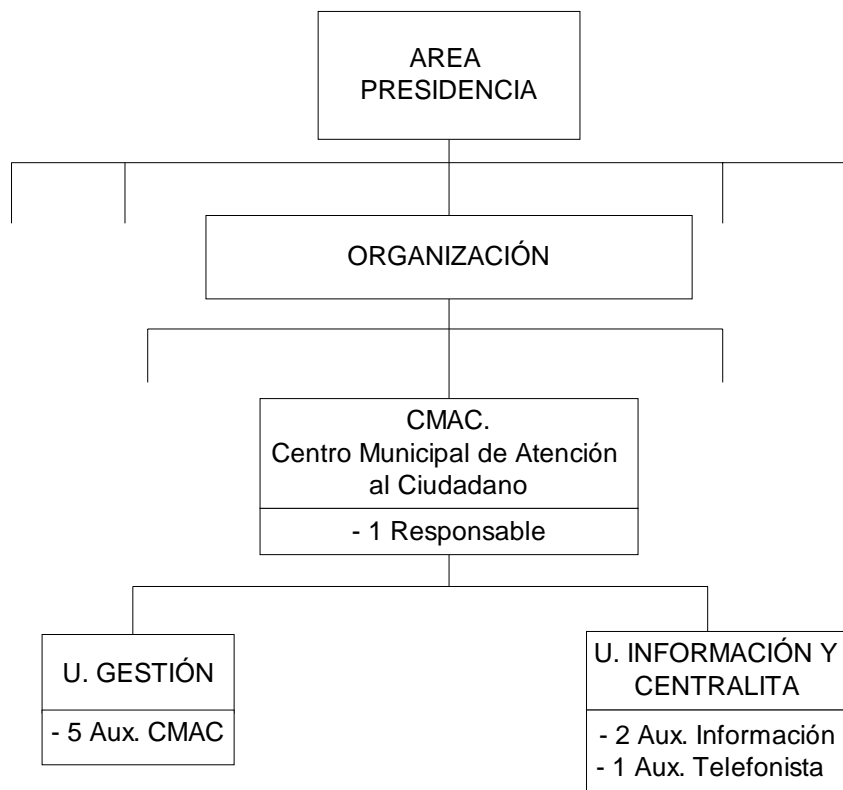 AREA
PRESIDENCIA
ORGANIZACIÓN
CMAC.
Centro Municipal de Atención
al Ciudadano
- 1 Responsable
U. GESTIÓN
- 5 Aux. CMAC
U. INFORMACIÓN Y
CENTRALITA
- 2 Aux. Información
- 1 Aux. Telefonista